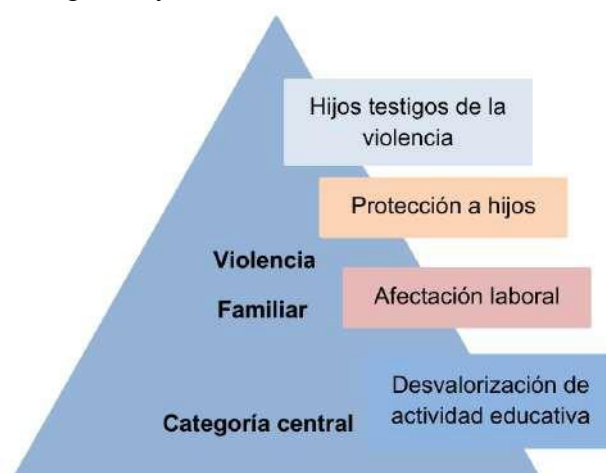 Hijos testigos de la
violencia
Protección a hijos
Violencia
Familiar
Afectación laboral
Desvalorización de
actividad educativa
Categoría central